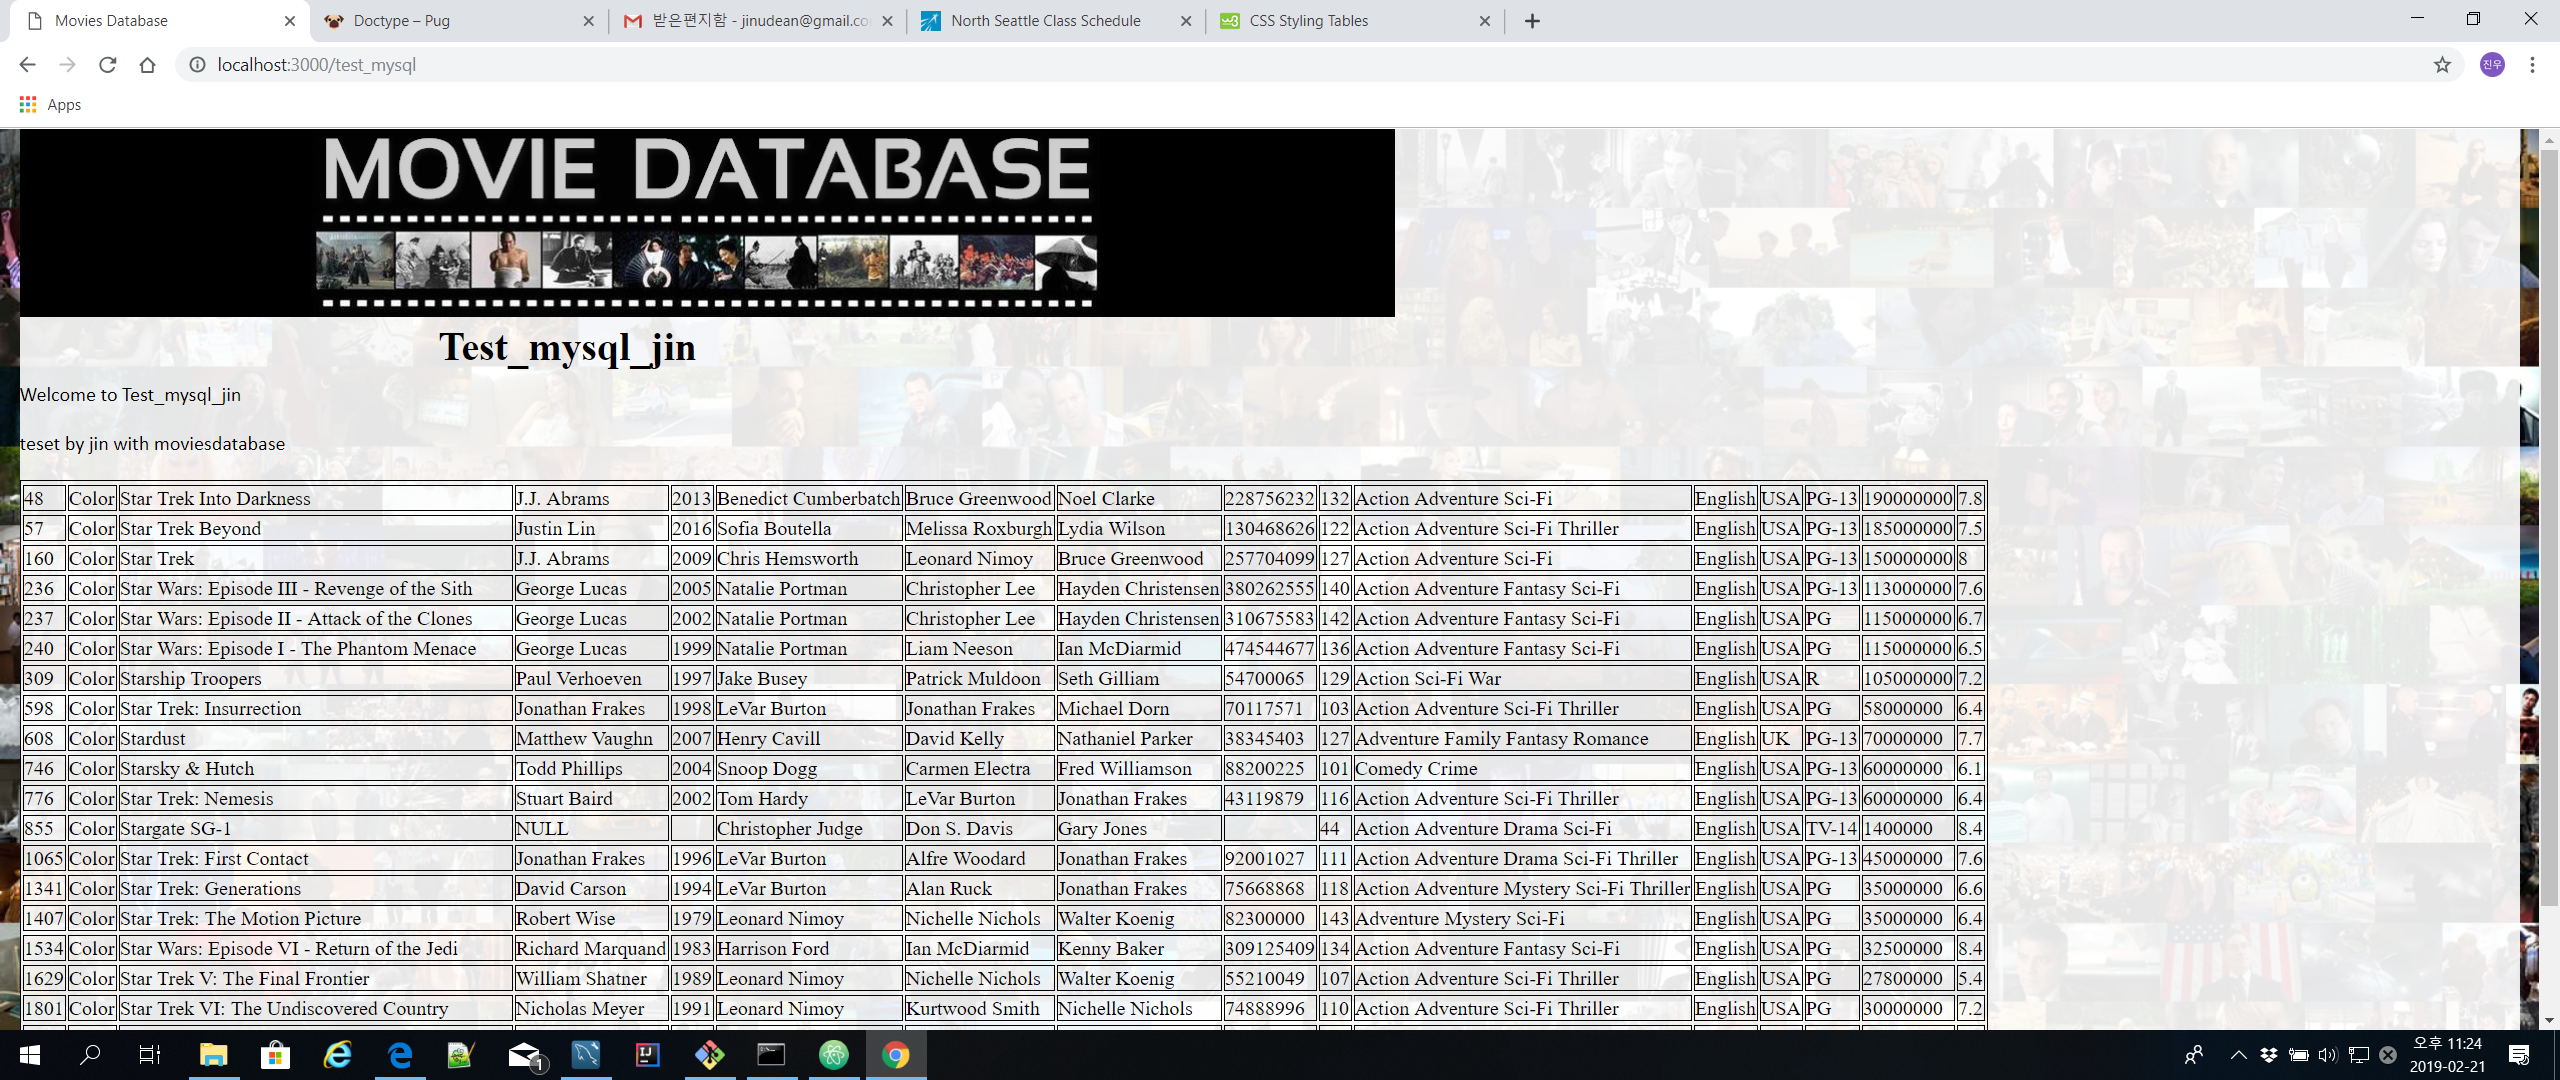 Movies Database
Doctype – Pug
받은편지함 - jinudean@gmail.co
North Seattle Class Schedule
CSS Styling Tables
localhost:3000/test_mysql
진우
Apps
MOVIE DATABASE
Test_mysql_jin
Welcome to Test_mysql_jin
teset by jin with moviesdatabase
48 Color Star Trek Into Darkness J.J. Abrams 2013 Benedict Cumberbatch Bruce Greenwood Noel Clarke 228756232 132 Action Adventure Sci-Fi English USA PG-13 190000000 7.8
57 Color Star Trek Beyond Justin Lin 2016 Sofia Boutella Melissa Roxburgh Lydia Wilson 130468626 122 Action Adventure Sci-Fi Thriller English USA PG-13 185000000 7.5
160 Color Star Trek J.J. Abrams 2009 Chris Hemsworth Leonard Nimoy Bruce Greenwood 257704099 127 Action Adventure Sci-Fi English USA PG-13 150000000 8
236 Color Star Wars: Episode III - Revenge of the Sith George Lucas 2005 Natalie Portman Christopher Lee Hayden Christensen 380262555 140 Action Adventure Fantasy Sci-Fi English USA PG-13 113000000 7.6
237 Color Star Wars: Episode II - Attack of the Clones George Lucas 2002 Natalie Portman Christopher Lee Hayden Christensen 310675583 142 Action Adventure Fantasy Sci-Fi English USA PG 115000000 6.7
240 Color Star Wars: Episode I - The Phantom Menace George Lucas 1999 Natalie Portman Liam Neeson Ian McDiarmid 474544677 136 Action Adventure Fantasy Sci-Fi English USA PG 115000000 6.5
309 Color Starship Troopers Paul Verhoeven 1997 Jake Busey Patrick Muldoon Seth Gilliam 54700065 129 Action Sci-Fi War English USA R 105000000 7.2
598 Color Star Trek: Insurrection Jonathan Frakes 1998 LeVar Burton Jonathan Frakes Michael Dorn 70117571 103 Action Adventure Sci-Fi Thriller English USA PG 58000000 6.4
608 Color Stardust Matthew Vaughn 2007 Henry Cavill David Kelly Nathaniel Parker 38345403 127 Adventure Family Fantasy Romance English UK PG-13 70000000 7.7
746 Color Starsky & Hutch Todd Phillips 2004 Snoop Dogg Carmen Electra Fred Williamson 88200225 101 Comedy Crime English USA PG-13 60000000 6.1
776 Color Star Trek: Nemesis Stuart Baird 2002 Tom Hardy LeVar Burton Jonathan Frakes 43119879 116 Action Adventure Sci-Fi Thriller English USA PG-13 60000000 6.4
855 Color Stargate SG-1 NULL Christopher Judge Don S. Davis Gary Jones 44 Action Adventure Drama Sci-Fi English USA TV-14 1400000 8.4
1065 Color Star Trek: First Contact Jonathan Frakes 1996 LeVar Burton Alfre Woodard Jonathan Frakes 92001027 111 Action Adventure Drama Sci-Fi Thriller English USA PG-13 45000000 7.6
1341 Color Star Trek: Generations David Carson 1994 LeVar Burton Alan Ruck Jonathan Frakes 75668868 118 Action Adventure Mystery Sci-Fi Thriller English USA PG 35000000 6.6
1407 Color Star Trek: The Motion Picture Robert Wise 1979 Leonard Nimoy Nichelle Nichols Walter Koenig 82300000 143 Adventure Mystery Sci-Fi English USA PG 35000000 6.4
1534 Color Star Wars: Episode VI - Return of the Jedi Richard Marquand 1983 Harrison Ford Ian McDiarmid Kenny Baker 309125409 134 Action Adventure Fantasy Sci-Fi English USA PG 32500000 8.4
1629 Color Star Trek V: The Final Frontier William Shatner 1989 Leonard Nimoy Nichelle Nichols Walter Koenig 55210049 107 Action Adventure Sci-Fi Thriller English USA PG 27800000 5.4
1801 Color Star Trek VI: The Undiscovered Country Nicholas Meyer 1991 Leonard Nimoy Kurtwood Smith Nichelle Nichols 74888996 110 Action Adventure Sci-Fi Thriller English USA PG 30000000 7.2
1
오후 11:24
2019-02-21